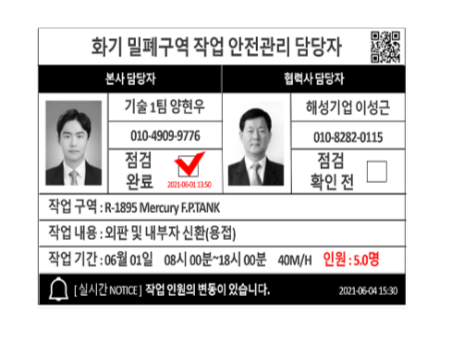 화기 밀폐구역 작업 안전관리 담당자
본사 담당자
협력사 담당자
기술 1팀 양현우
010-4909-9776
점검
완료
2021-06-01 13:50
해성기업 이성근
010-8282-0115
점검
확인 전
작업 구역 : R-1895 Mercury F.P.TANK
작업 내용 : 외판 및 내부자 신환(용접)
작업 기간 : 06월 01일 08시 00분~18시 00분 40M/H 인원 : 5.0명
[ 실시간 NOTICE ] 작업 인원의 변동이 있습니다.
2021-06-04 15:30